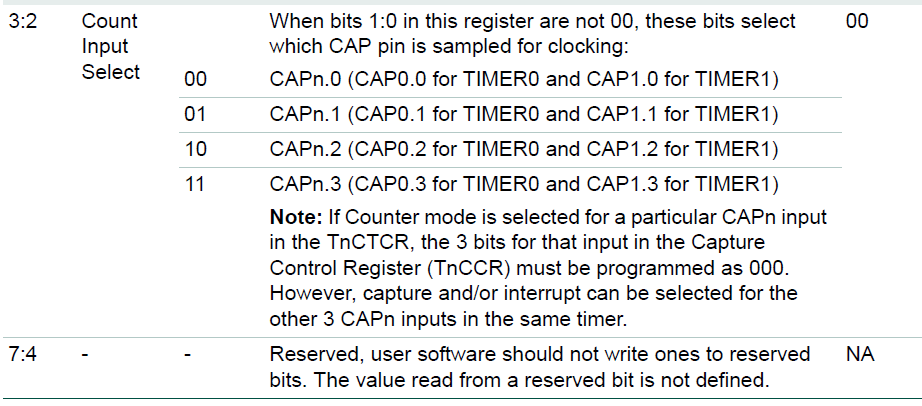 3:2 Count When bits 1:0 in this register are not 00, these bits select 00
Input which CAP pin is sampled for clocking:
Select
00 CAPn.0 (CAP0.0 for TIMER0 and CAP1.0 for TIMER1)
01 CAPn.1 (CAP0.1 for TIMER0 and CAP1.1 for TIMER1)
10 CAPn.2 (CAP0.2 for TIMER0 and CAP1.2 for TIMER1)
11 CAPn.3 (CAP0.3 for TIMER0 and CAP1.3 for TIMER1)
Note: If Counter mode is selected for a particular CAPn input
in the TnCTCR, the 3 bits for that input in the Capture
Control Register (TnCCR) must be programmed as 000.
However, capture and/or interrupt can be selected for the
other 3 CAPn inputs in the same timer.
7:4 - - Reserved, user software should not write ones to reserved NA
bits. The value read from a reserved bit is not defined.